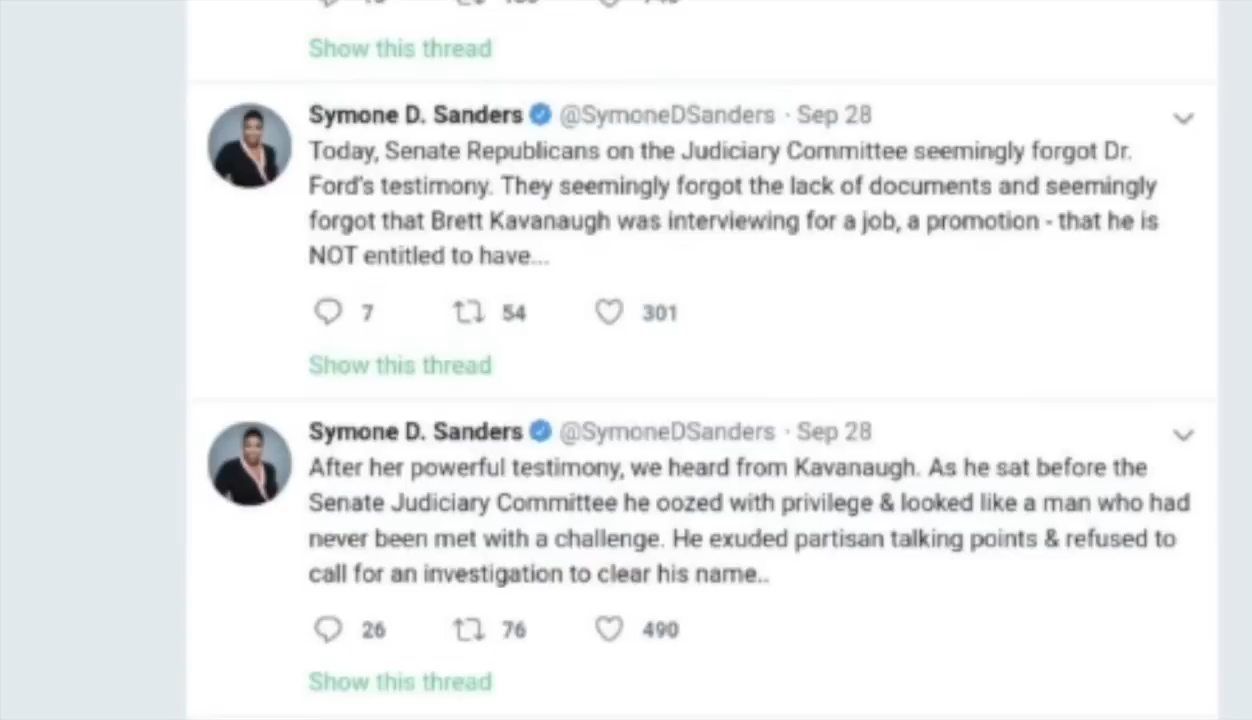 Show this thread
Symone D. Sanders @SymoneDSanders · Sep 28
Today, Senate Republicans on the Judiciary Committee seemingly forgot Dr.
Ford's testimony. They seemingly forgot the lack of documents and seemingly
forgot that Brett Kavanaugh was interviewing for a job, a promotion - that he is
NOT entitled to have...
7 54 301
Show this thread
Symone D. Sanders @SymoneDSanders · Sep 28
After her powerful testimony, we heard from Kavanaugh. As he sat before the
Senate Judiciary Committee he oozed with privilege & looked like a man who had
never been met with a challenge. He exuded partisan talking points & refused to
call for an investigation to clear his name..
26 76 490
Show this thread